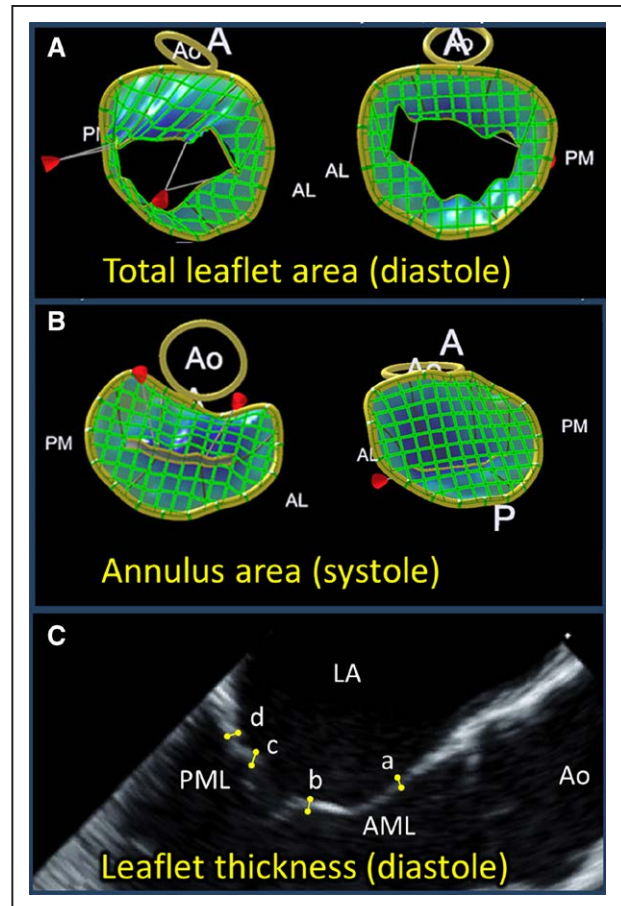 A
Ao A Ao
PM AL AL PM
Total leaflet area (diastole)
B
Ao A
PM AL AL PM
P
Annulus area (systole)
C
LA
d
c
a
b
PML AML Ao
Leaflet thickness (diastole)